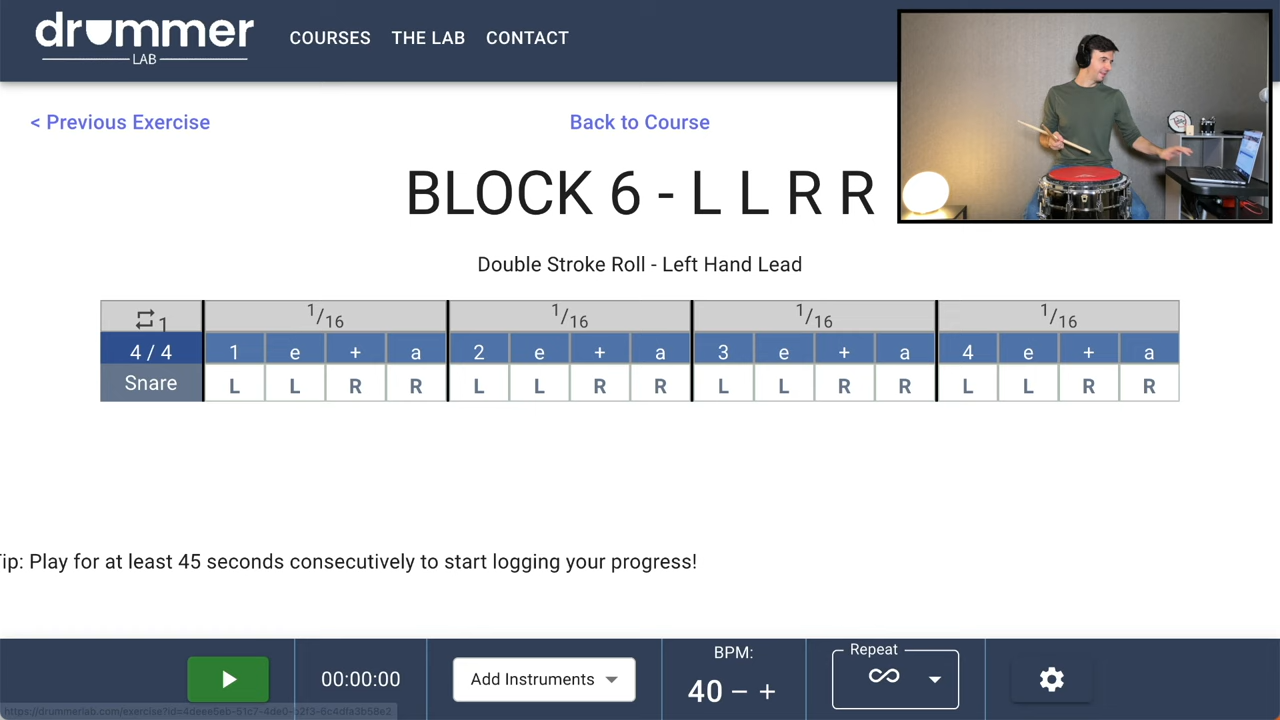 drummer
LAB
COURSES THE LAB CONTACT
< Previous Exercise
Back to Course
BLOCK 6 - L L R R
Double Stroke Roll - Left Hand Lead
1 1/16 1/16 1/16 1/16
4 / 4 1 e + a 2 e + a 3 e + a 4 e + a
Snare L L R R L L R R L L R R L L R R
ip: Play for at least 45 seconds consecutively to start logging your progress!
00:00:00
Add Instruments
BPM:
40 − +
Repeat
∞